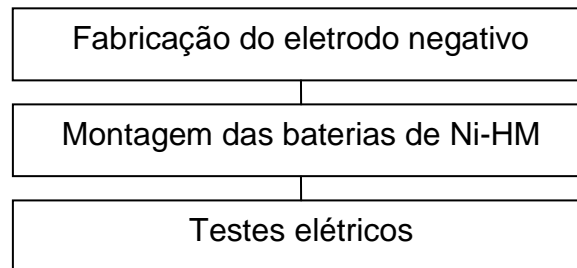 Fabricação do eletrodo negativo
Montagem das baterias de Ni-HM
Testes elétricos